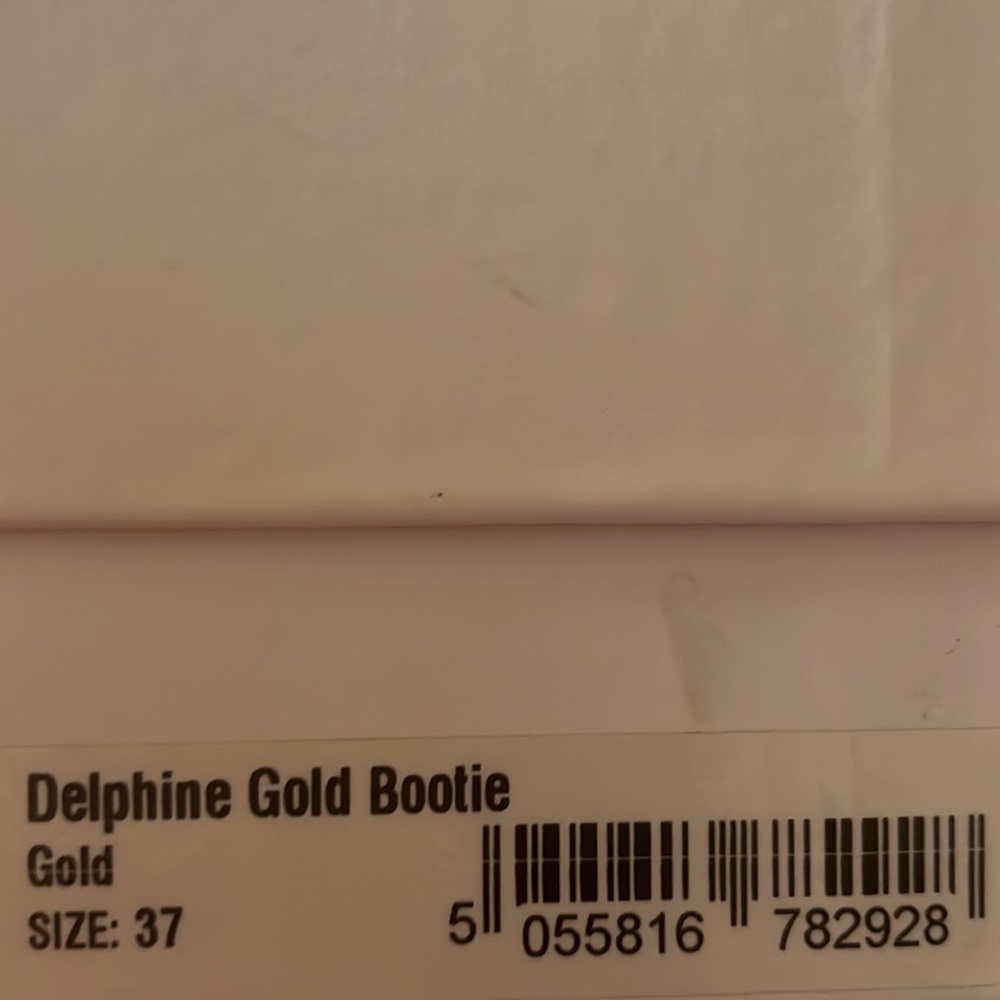 Delphine Gold Bootie
Gold
SIZE: 37
5 055816 782928